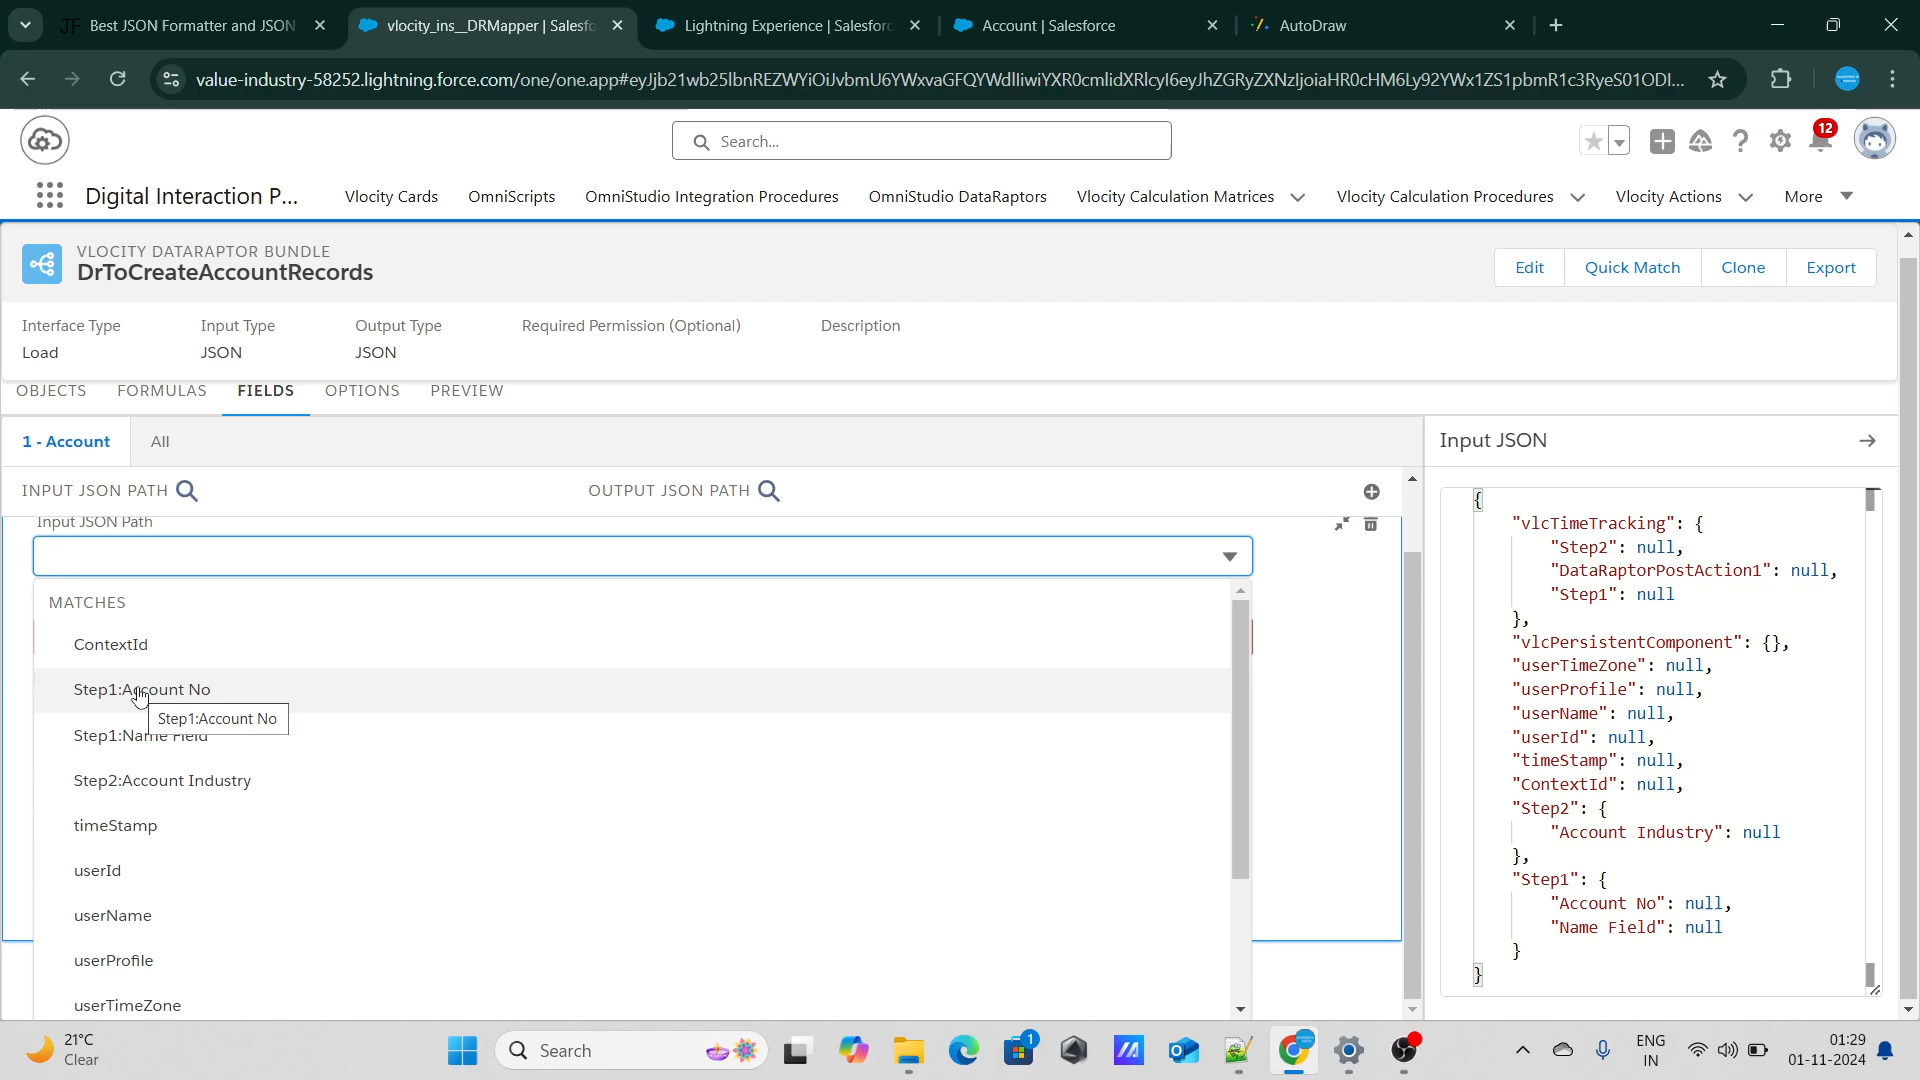 Best JSON Formatter and JSON
vlocity_ins__DRMapper | Salesfo
Lightning Experience | Salesforc
Account | Salesforce
AutoDraw
value-industry-58252.lightning.force.com/one/one.app#eyJjb21wb25lbnREZWYiOiJvbmU6YWxvaGFQYWdlIiwiYXR0cmlidXRlcyI6eyJhZGRyZXNzIjoiaHR0cHM6Ly92YWx1ZS1pbmR1c3RyeS01ODI...
Search...
12
Digital Interaction P...
Vlocity Cards
OmniScripts
OmniStudio Integration Procedures
OmniStudio DataRaptors
Vlocity Calculation Matrices
Vlocity Calculation Procedures
Vlocity Actions
More
VLOCITY DATARAPTOR BUNDLE
DrToCreateAccountRecords
Edit
Quick Match
Clone
Export
Interface Type
Input Type
Output Type
Required Permission (Optional)
Description
Load
JSON
JSON
OBJECTS
FORMULAS
FIELDS
OPTIONS
PREVIEW
1 - Account
All
Input JSON
INPUT JSON PATH
OUTPUT JSON PATH
Input JSON Path
MATCHES
ContextId
Step1:Account No
Step1:Account No
Step1:Name Field
Step2:Account Industry
timeStamp
userId
userName
userProfile
userTimeZone
{
"vlcTimeTracking": {
"Step2": null,
"DataRaptorPostAction1": null,
"Step1": null
},
"vlcPersistentComponent": {},
"userTimeZone": null,
"userProfile": null,
"userName": null,
"userId": null,
"timeStamp": null,
"ContextId": null,
"Step2": {
"Account Industry": null
},
"Step1": {
"Account No": null,
"Name Field": null
}
}
21°C
Clear
Search
1
ENG
IN
01:29
01-11-2024